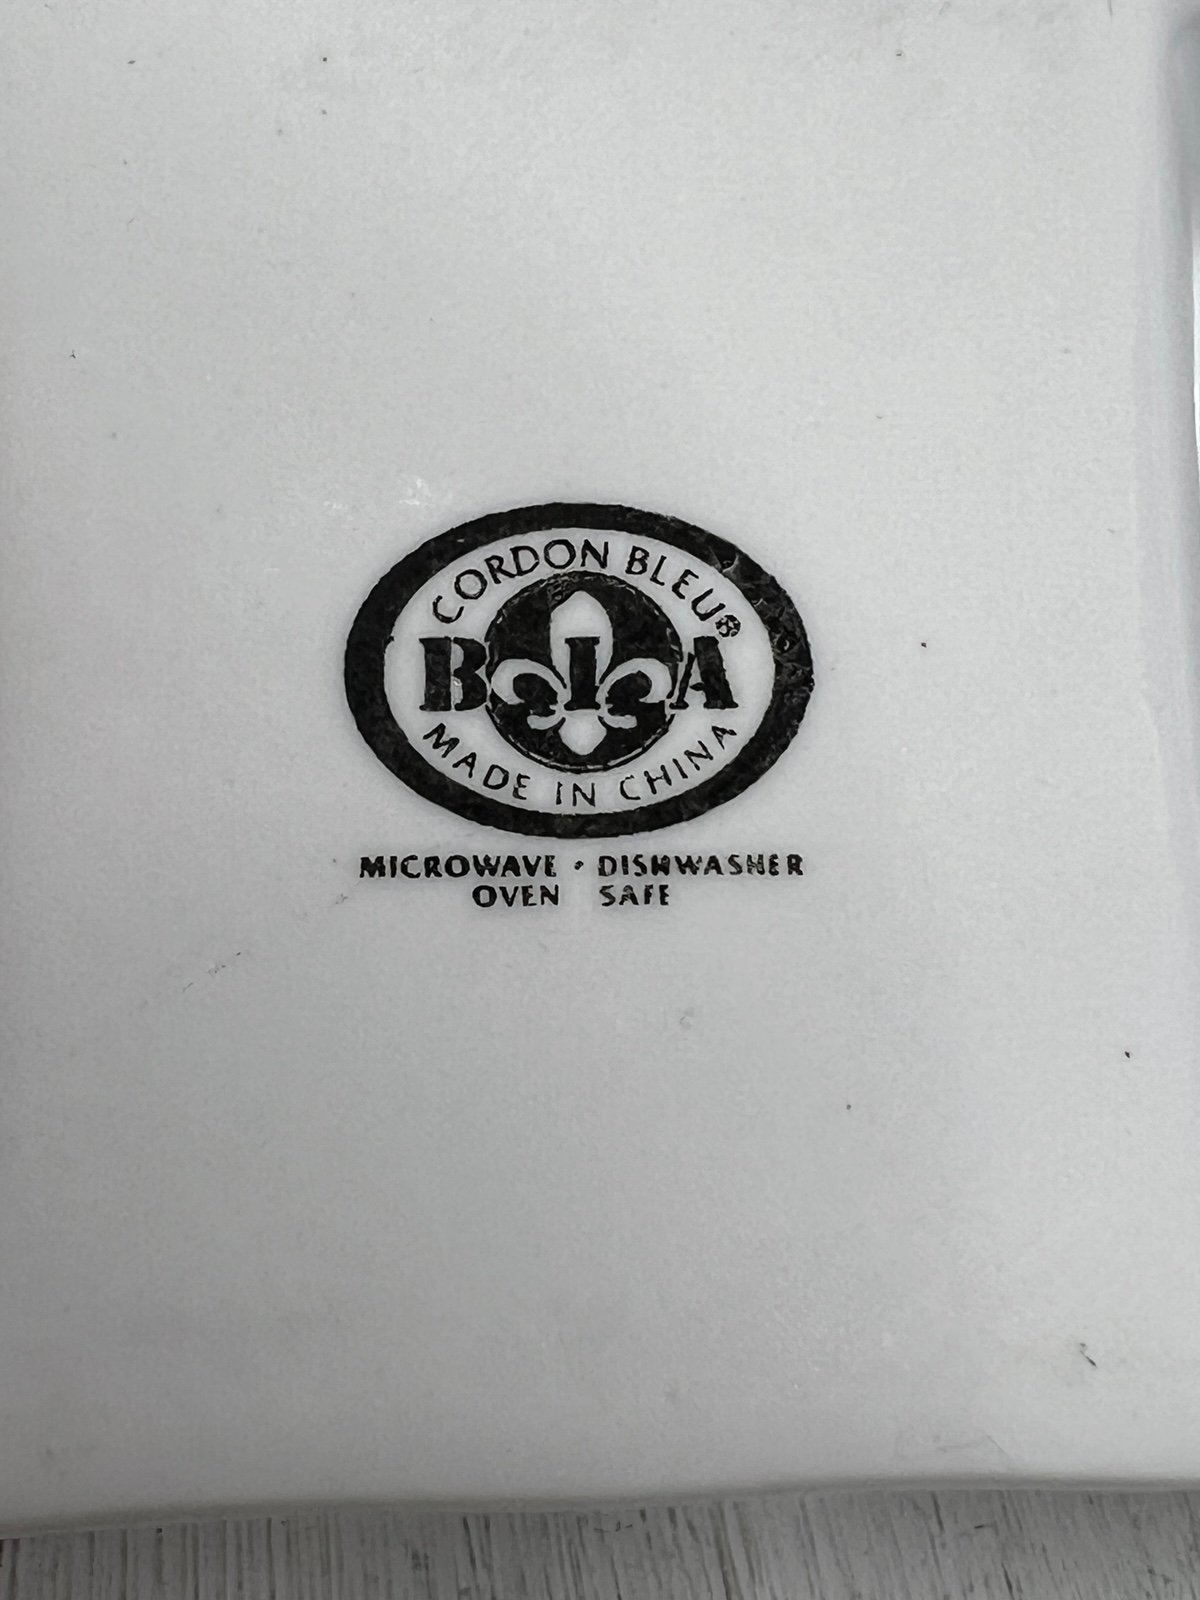 CORDON BLEU®
BIA
MADE IN CHINA
MICROWAVE · DISHWASHER
OVEN SAFE